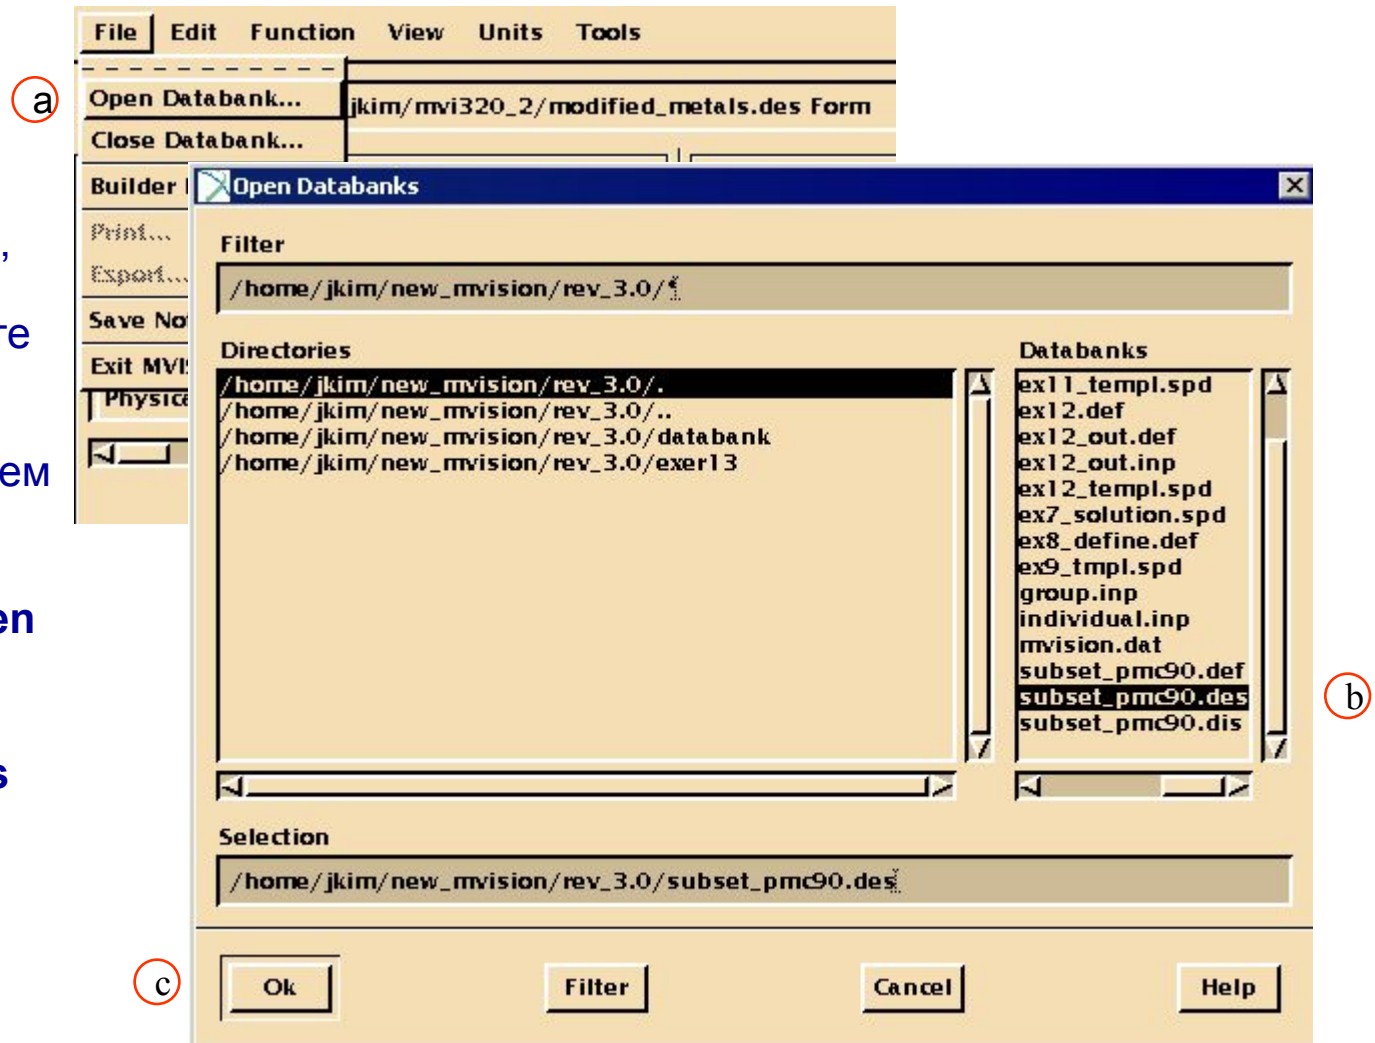 File Edit Function View Units Tools
a
Open Databank...
jkim/mvi320_2/modified_metals.des Form
Close Databank...
Builder
Open Databanks
Print...
,
Filter
Export...
/home/jkim/new_mvision/rev_3.0/*
Save No
те
Directories
Databanks
Exit MVI
/home/jkim/new_mvision/rev_3.0/.
ex11_templ.spd
Physic
/home/jkim/new_mvision/rev_3.0/..
ex12.def
/home/jkim/new_mvision/rev_3.0/databank
ex12_out.def
/home/jkim/new_mvision/rev_3.0/exer13
ex12_out.inp
ем
ex12_templ.spd
ex7_solution.spd
ex8_define.def
ex9_tmpl.spd
group.inp
en
individual.inp
mvision.dat
subset_pmc90.def
subset_pmc90.des
b
subset_pmc90.dis
s
Selection
/home/jkim/new_mvision/rev_3.0/subset_pmc90.des
c
Ok Filter Cancel Help